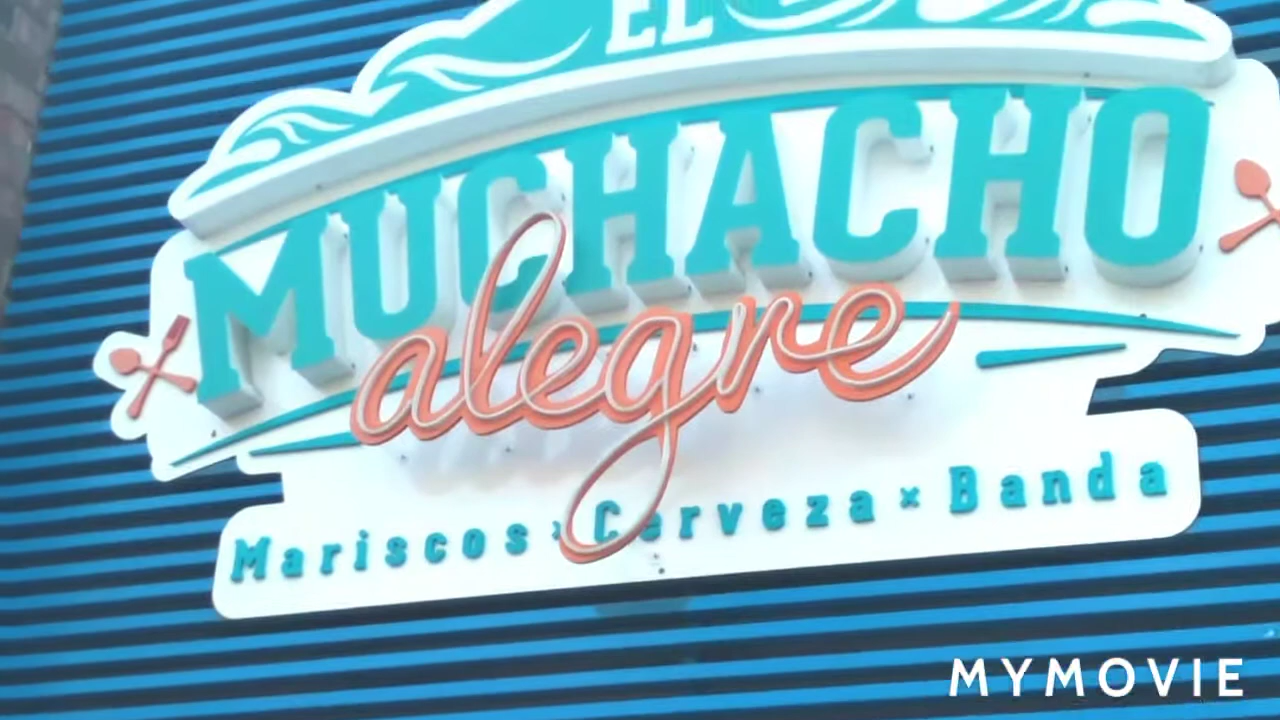 EL
MUCHACHO
alegre
Mariscos × Cerveza × Banda
MYMOVIE